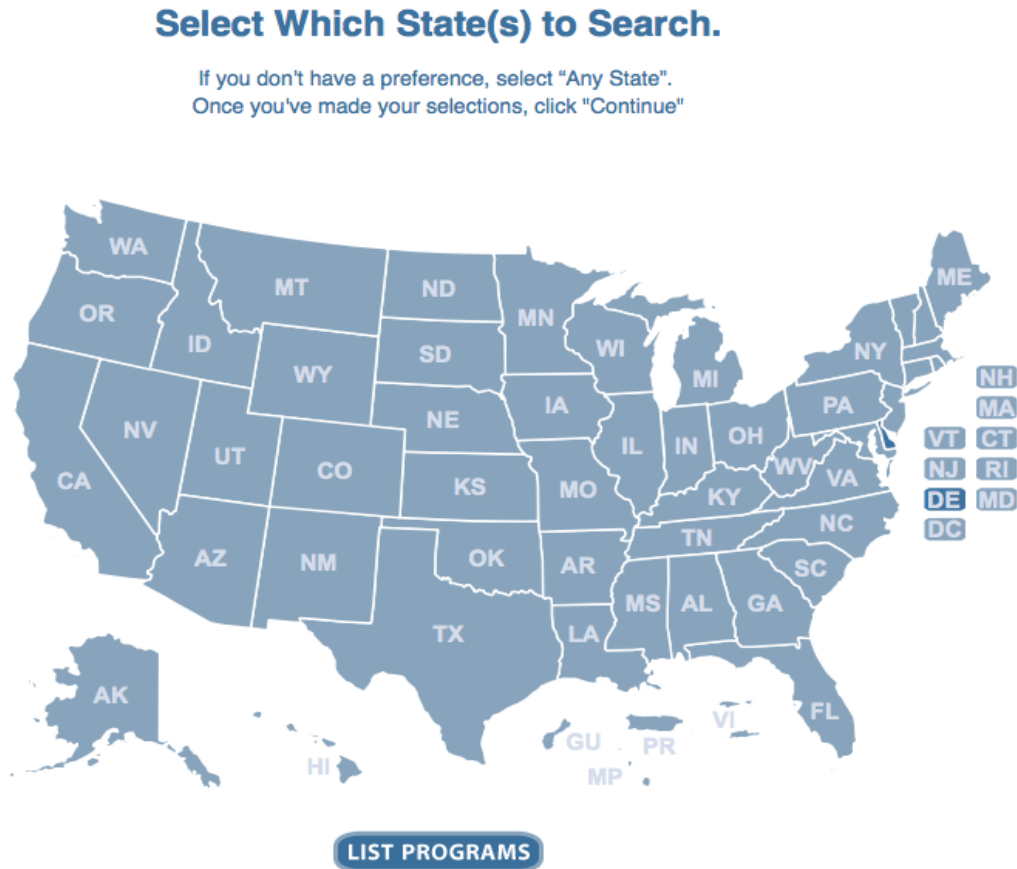 Select Which State(s) to Search.
If you don't have a preference, select "Any State".
Once you've made your selections, click "Continue"
WA
MT
ND
MN
ME
OR
ID
SD
WI
NY
WY
MI
NH
IA
PA
MA
NE
NV
UT
IL
IN
OH
VT
CT
CO
WV
CA
KS
MO
VA
NJ
RI
KY
DE
MD
NC
TN
DC
AZ
NM
OK
AR
SC
MS
AL
GA
TX
LA
AK
FL
VI
GU
PR
HI
MP
LIST PROGRAMS